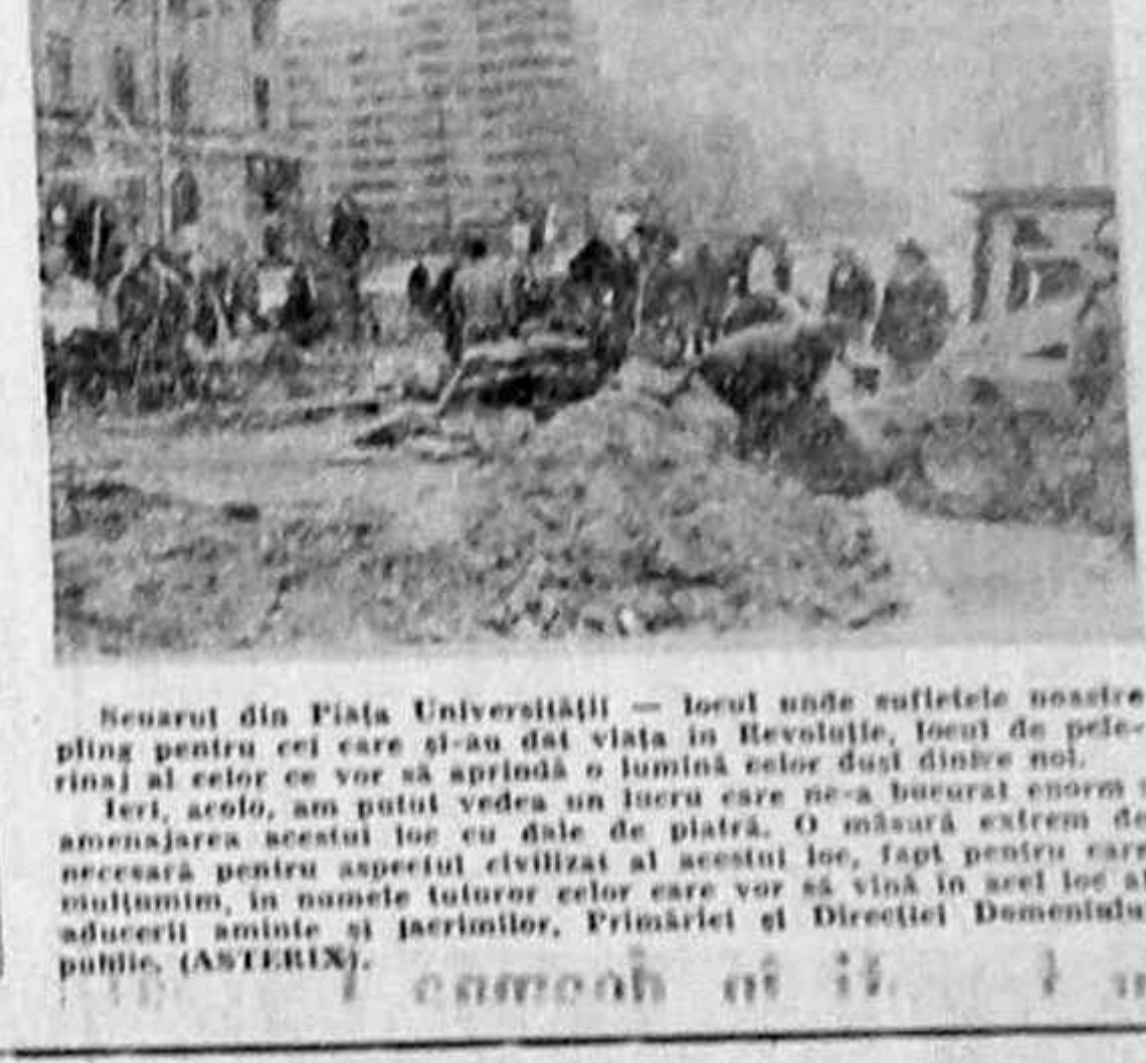 Scuarul din Piața Universității — locul unde sufletele noastre
plîng pentru cei care și-au dat viața în Revoluție, locul de pele-
rinaj al celor ce vor să aprindă o lumină celor duși dintre noi.
Ieri, acolo, am putut vedea un lucru care ne-a bucurat enorm :
amenajarea acestui loc cu dale de piatră. O măsură extrem de
necesară pentru aspectul civilizat al acestui loc, fapt pentru care
mulțumim, în numele tuturor celor care vor să vină în acel loc al
aducerii aminte și lacrimilor, Primăriei și Direcției Domeniului
public. (ASTERIX).